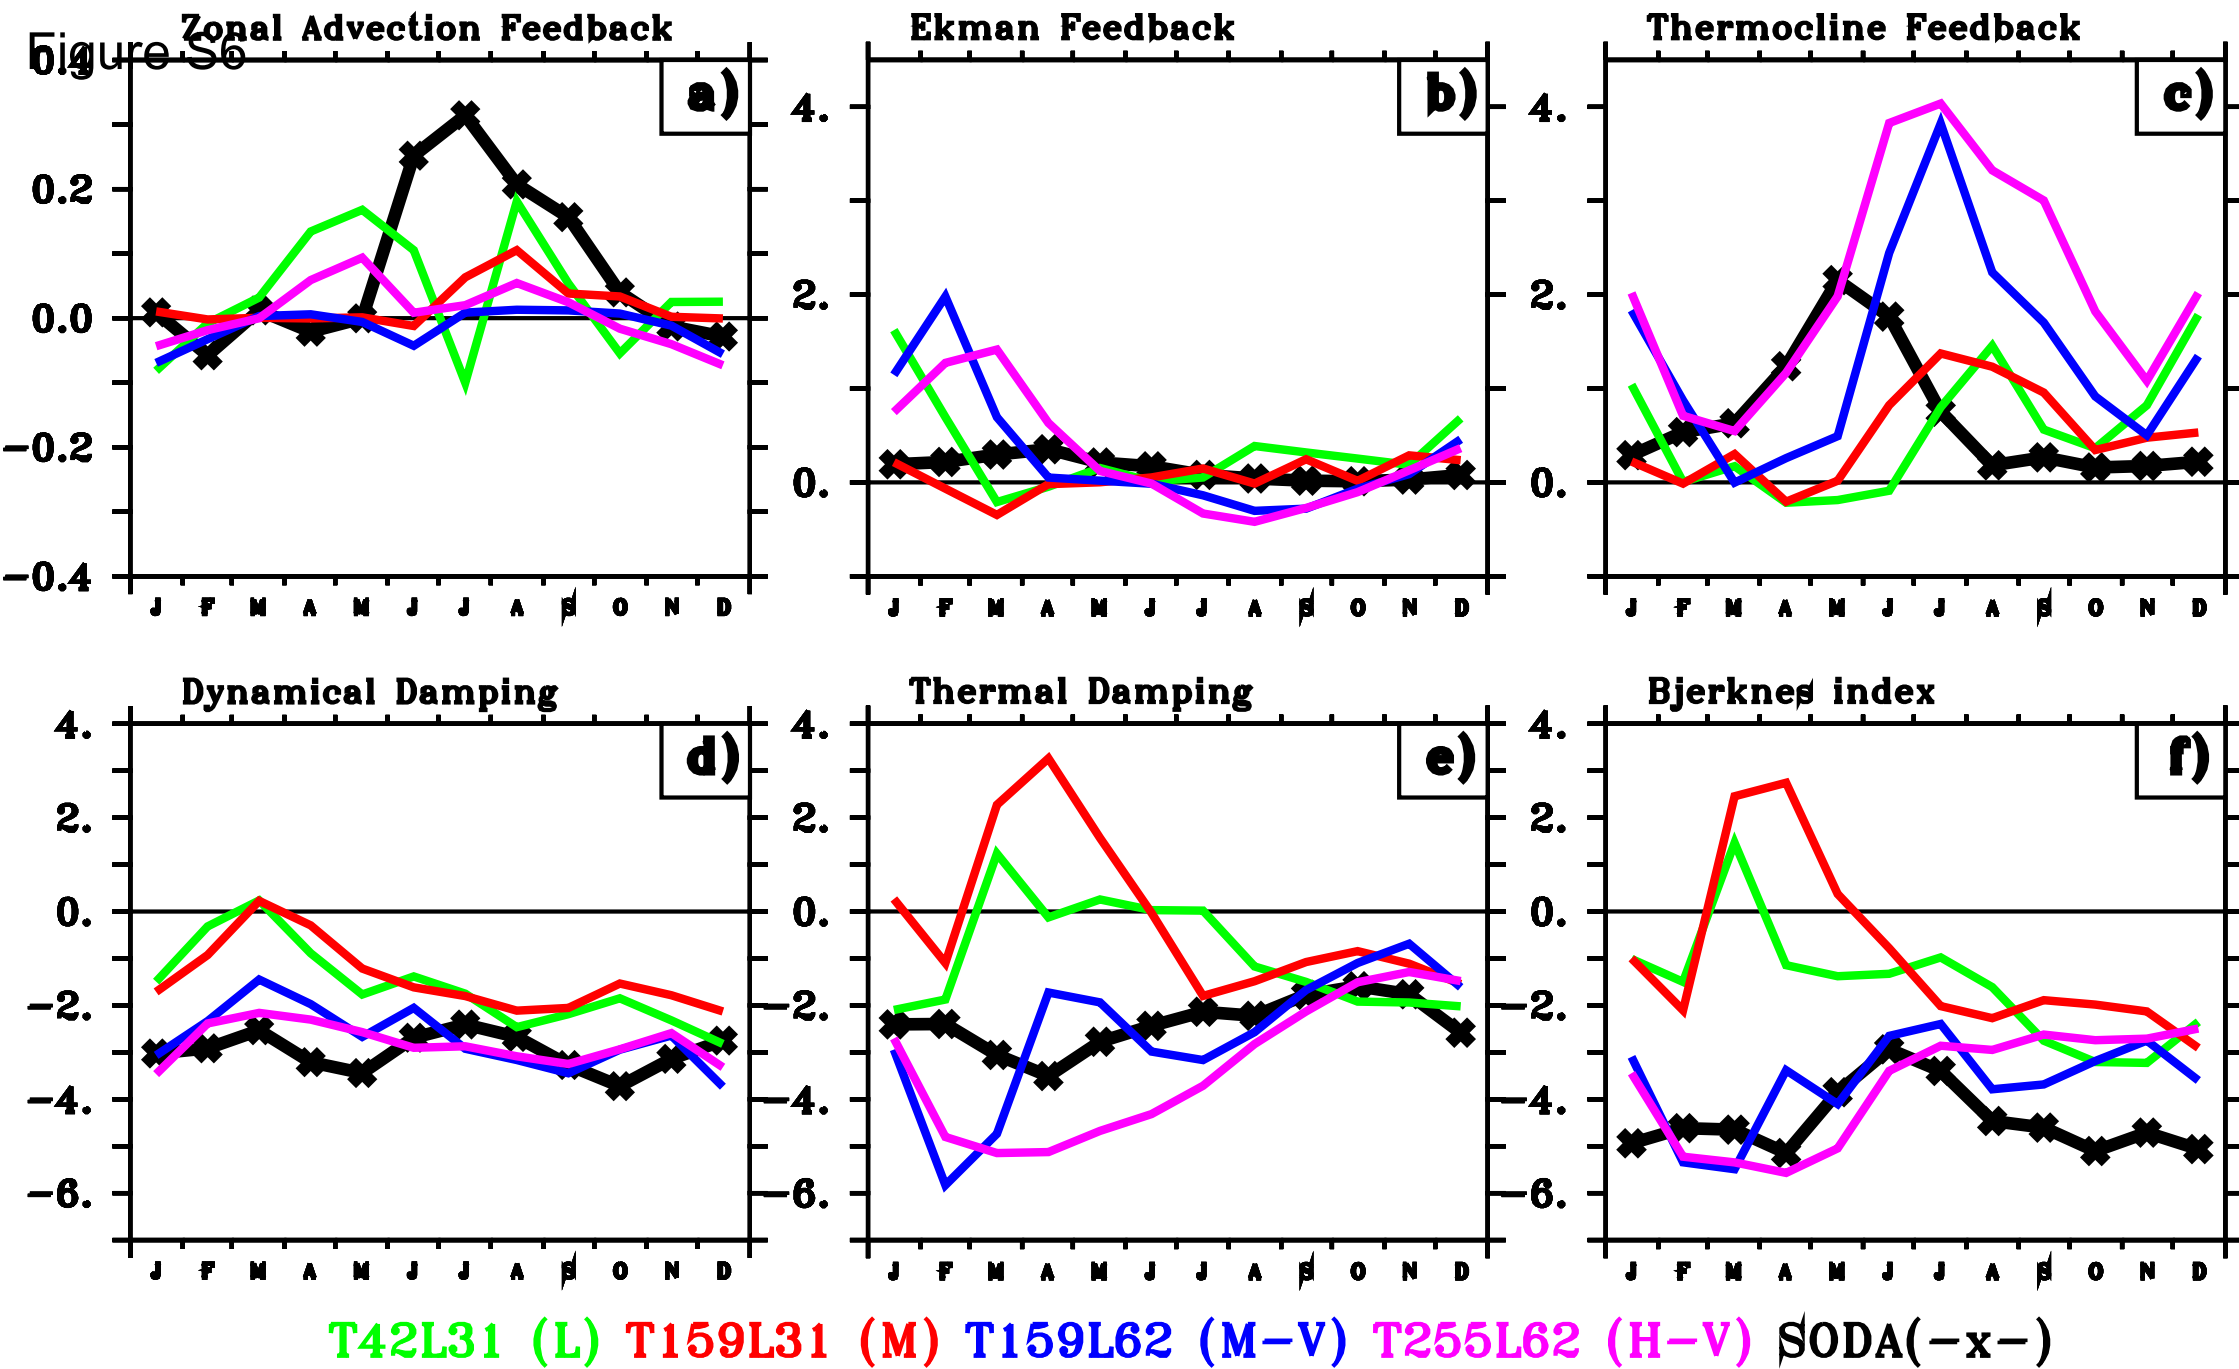 Figure S6
Zonal Advection Feedback Ekman Feedback Thermocline Feedback
a) b) c)
0.4 4. 4.
0.2 2. 2.
0.0 0. 0.
−0.2
−0.4
J F M A M J J A S O N D J F M A M J J A S O N D J F M A M J J A S O N D
Dynamical Damping Thermal Damping Bjerknes index
d) e) f)
4. 4. 4.
2. 2. 2.
0. 0. 0.
−2. −2. −2.
−4. −4. −4.
−6. −6. −6.
J F M A M J J A S O N D J F M A M J J A S O N D J F M A M J J A S O N D
T42L31 (L) T159L31 (M) T159L62 (M−V) T255L62 (H−V) SODA(−x−)